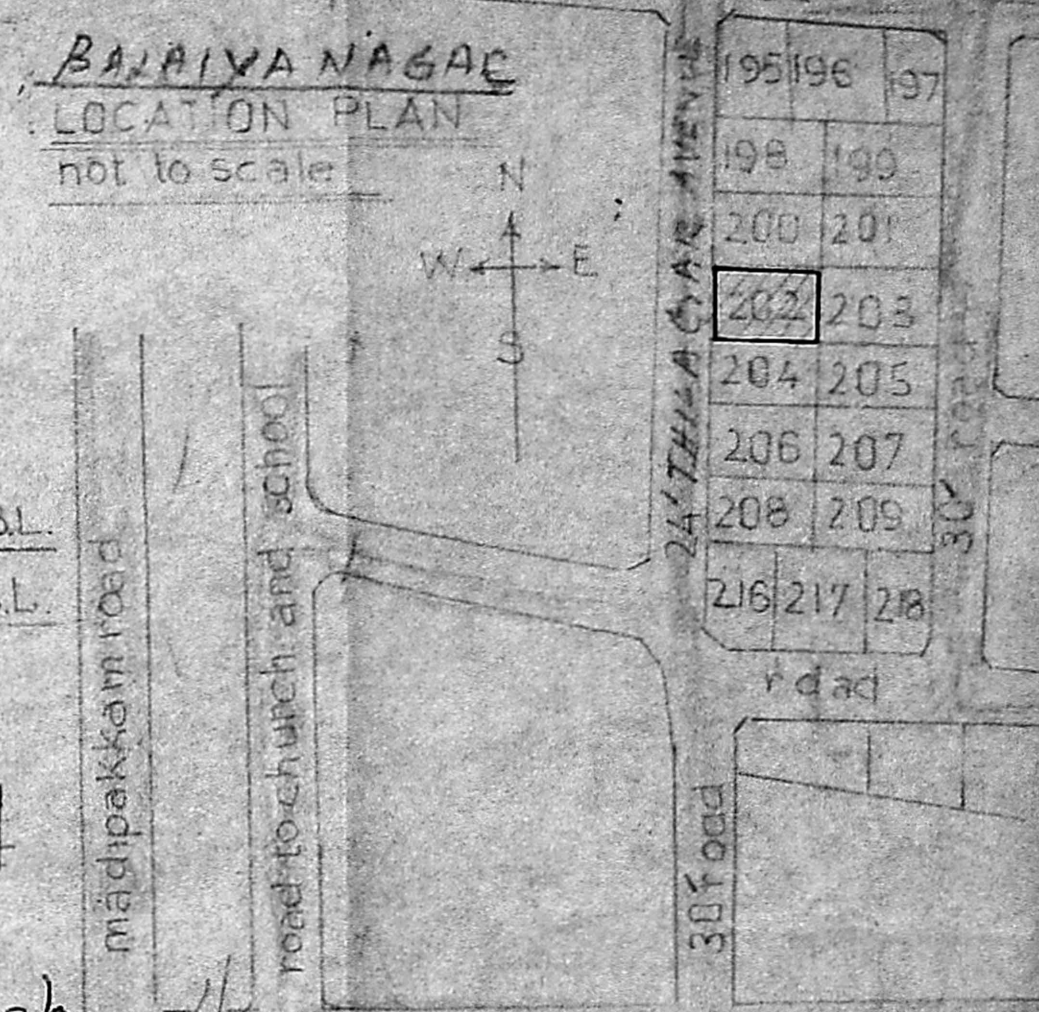 BALAIYA NAGAR
LOCATION PLAN
not to scale
N
W E
S
195 196 197
198 199
200 201
202 203
204 205
206 207
208 209
216 217 218
24' THILAGAR AVENUE
30' road
road
30' road
madipakkam road
road to chunch and school
B.L.